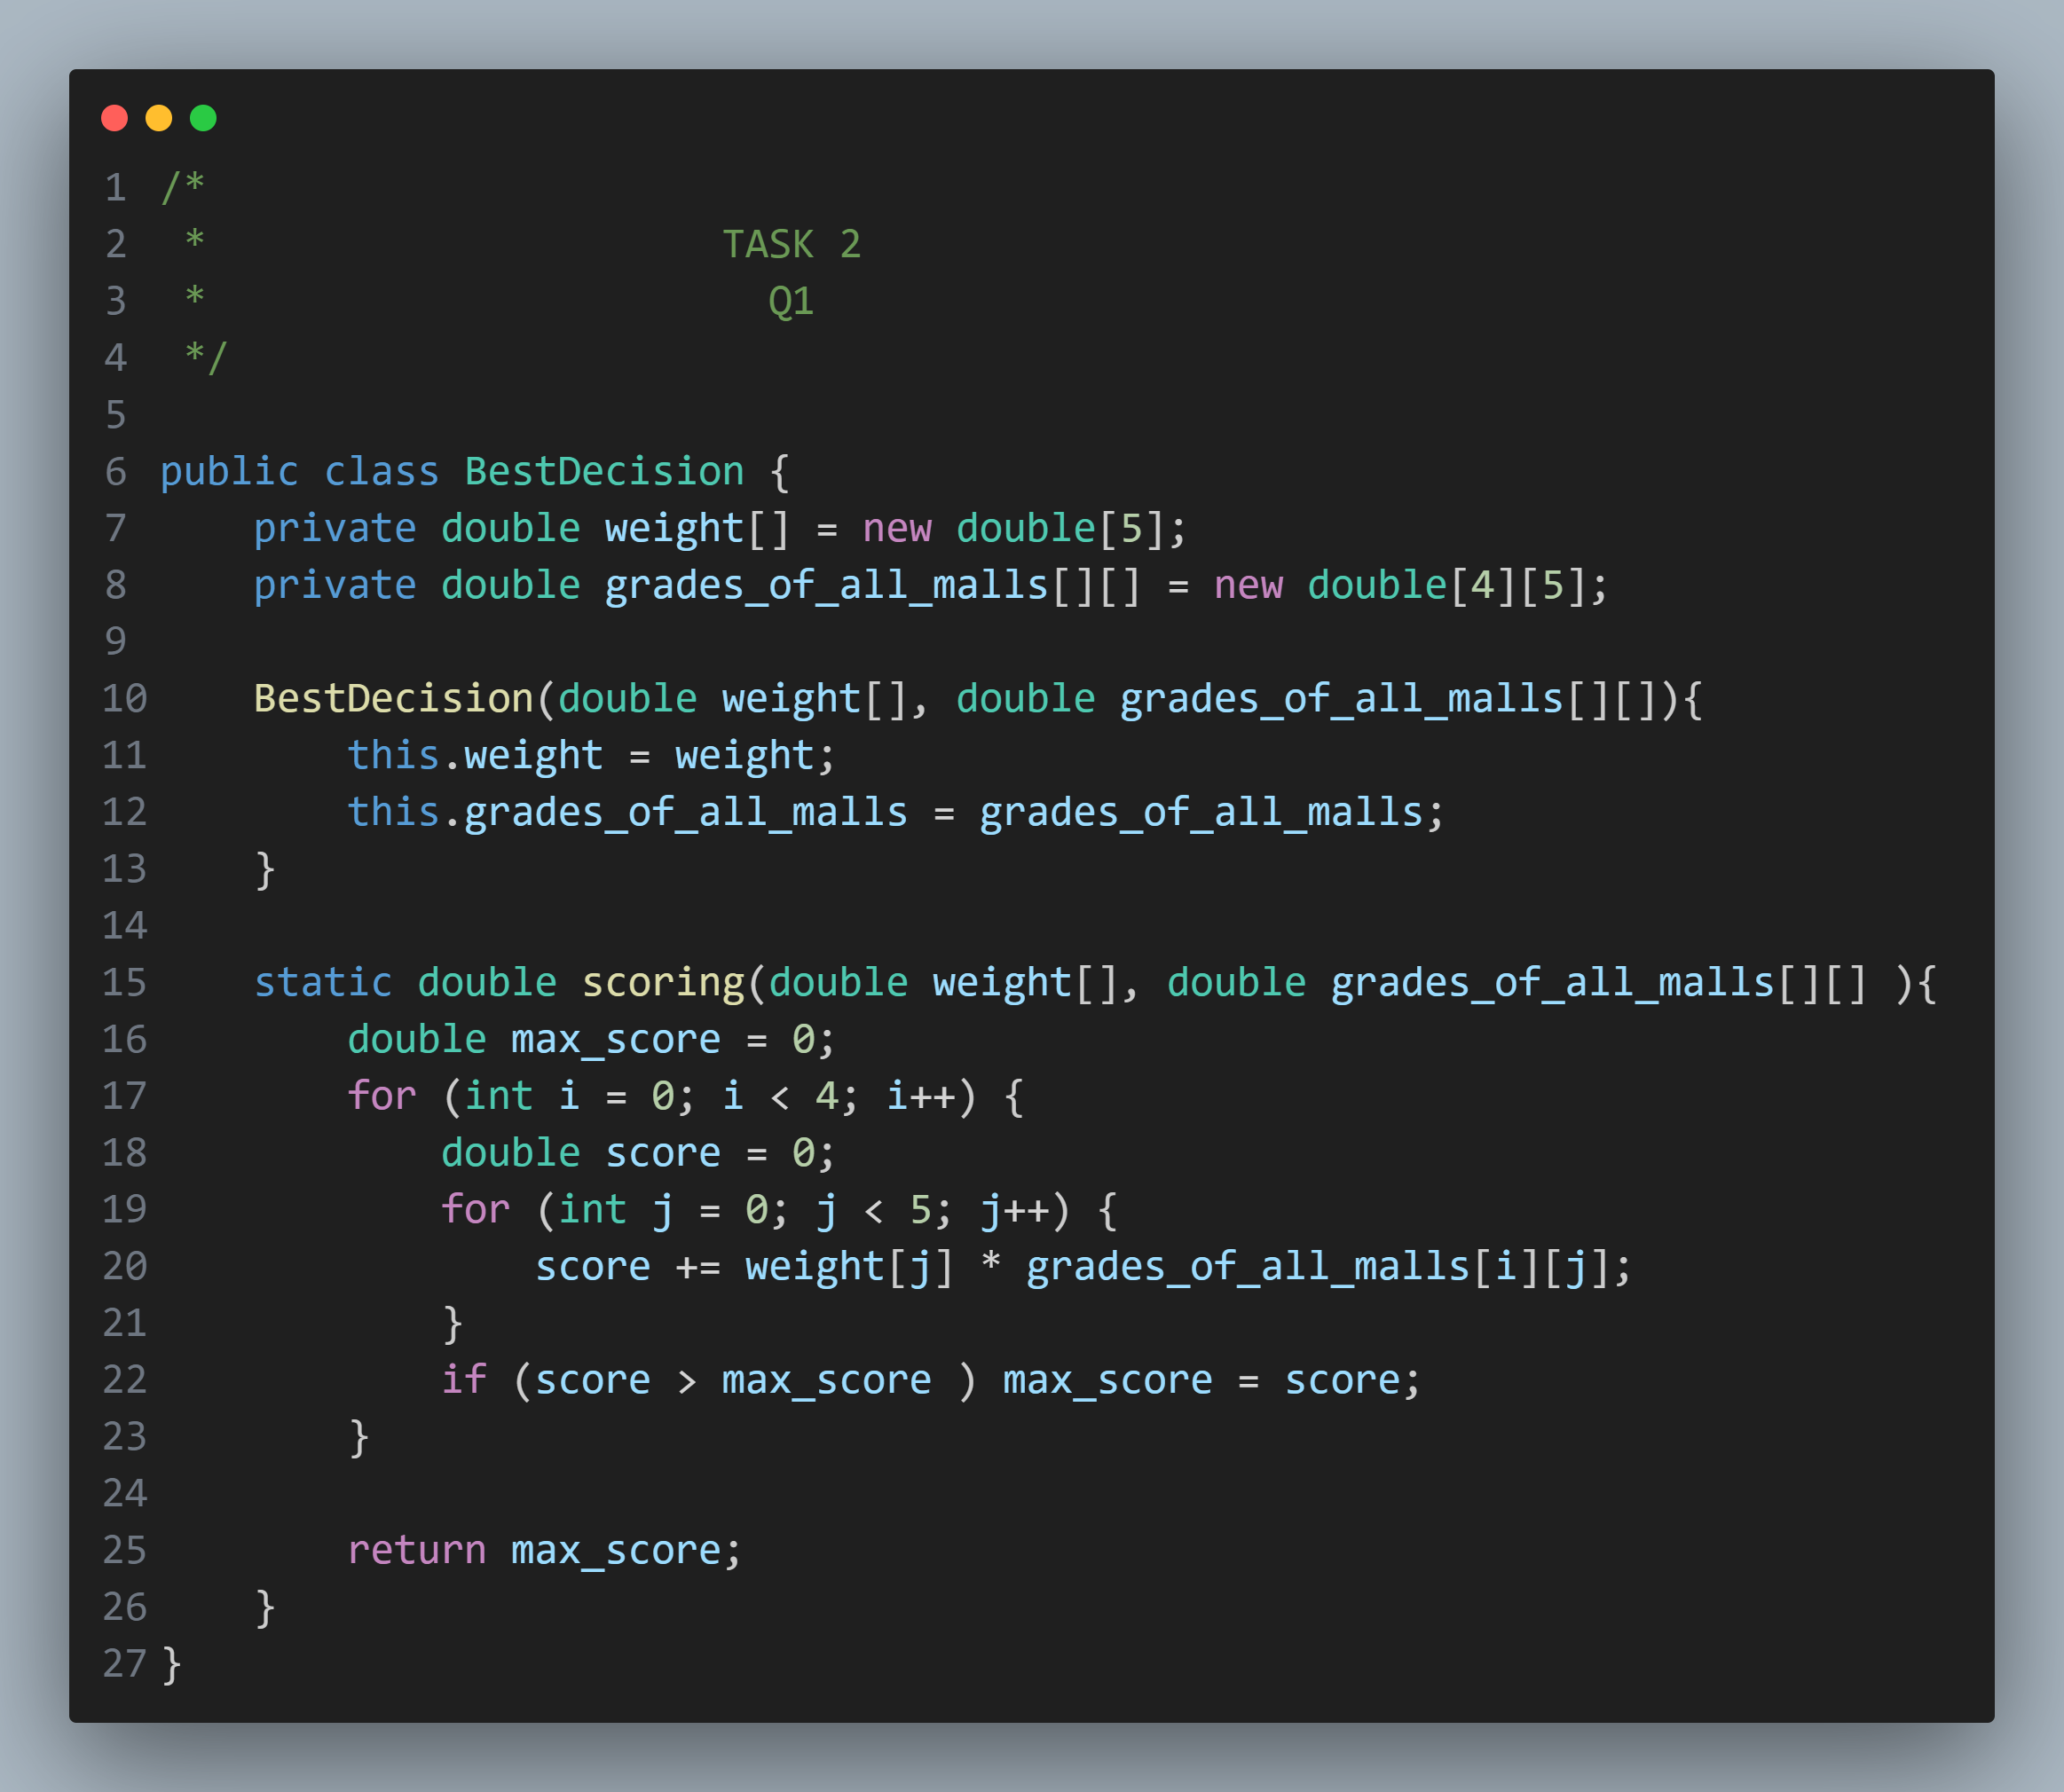 1 /*
2  *                      TASK 2
3  *                        Q1
4  */
5
6 public class BestDecision {
7     private double weight[] = new double[5];
8     private double grades_of_all_malls[][] = new double[4][5];
9
10     BestDecision(double weight[], double grades_of_all_malls[][]){
11         this.weight = weight;
12         this.grades_of_all_malls = grades_of_all_malls;
13     }
14
15     static double scoring(double weight[], double grades_of_all_malls[][] ){
16         double max_score = 0;
17         for (int i = 0; i < 4; i++) {
18             double score = 0;
19             for (int j = 0; j < 5; j++) {
20                 score += weight[j] * grades_of_all_malls[i][j];
21             }
22             if (score > max_score ) max_score = score;
23         }
24
25         return max_score;
26     }
27 }